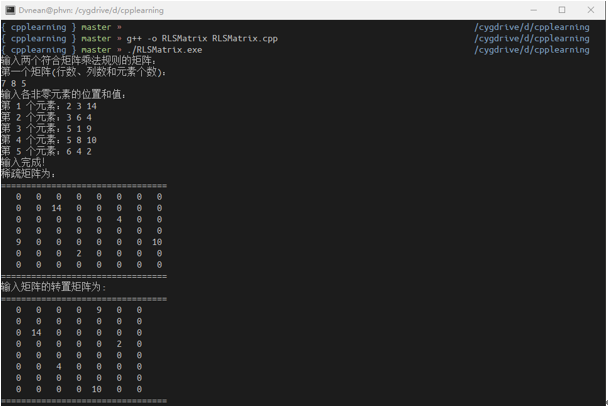 Dvnean@phvn: /cygdrive/d/cpplearning
{ cpplearning } master » /cygdrive/d/cpplearning
{ cpplearning } master » g++ -o RLSMatrix RLSMatrix.cpp /cygdrive/d/cpplearning
{ cpplearning } master » ./RLSMatrix.exe /cygdrive/d/cpplearning
输入两个符合矩阵乘法规则的矩阵:
第一个矩阵(行数、列数和元素个数):
7 8 5
输入各非零元素的位置和值:
第 1 个元素: 2 3 14
第 2 个元素: 3 6 4
第 3 个元素: 5 1 9
第 4 个元素: 5 8 10
第 5 个元素: 6 4 2
输入完成!
稀疏矩阵为:
=================================
0 0 0 0 0 0 0 0
0 0 14 0 0 0 0 0
0 0 0 0 0 4 0 0
0 0 0 0 0 0 0 0
9 0 0 0 0 0 0 10
0 0 0 2 0 0 0 0
0 0 0 0 0 0 0 0
=================================
输入矩阵的转置矩阵为:
=================================
0 0 0 0 9 0 0
0 0 0 0 0 0 0
0 14 0 0 0 0 0
0 0 0 0 0 2 0
0 0 0 0 0 0 0
0 0 4 0 0 0 0
0 0 0 0 0 0 0
0 0 0 0 10 0 0
=================================